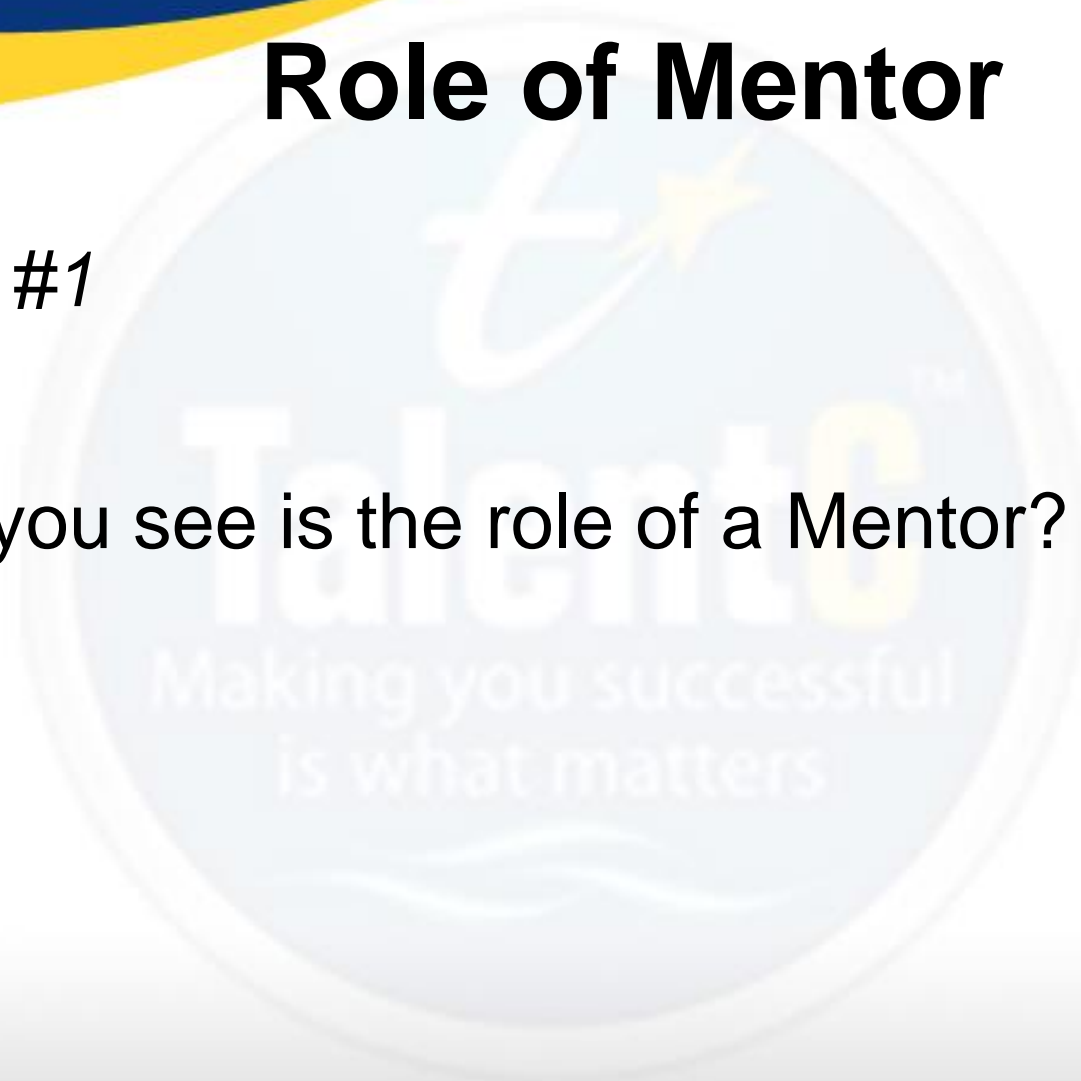 Role of Mentor
#1
you see is the role of a Mentor?
t
TM
TalentC
Making you successful
is what matters